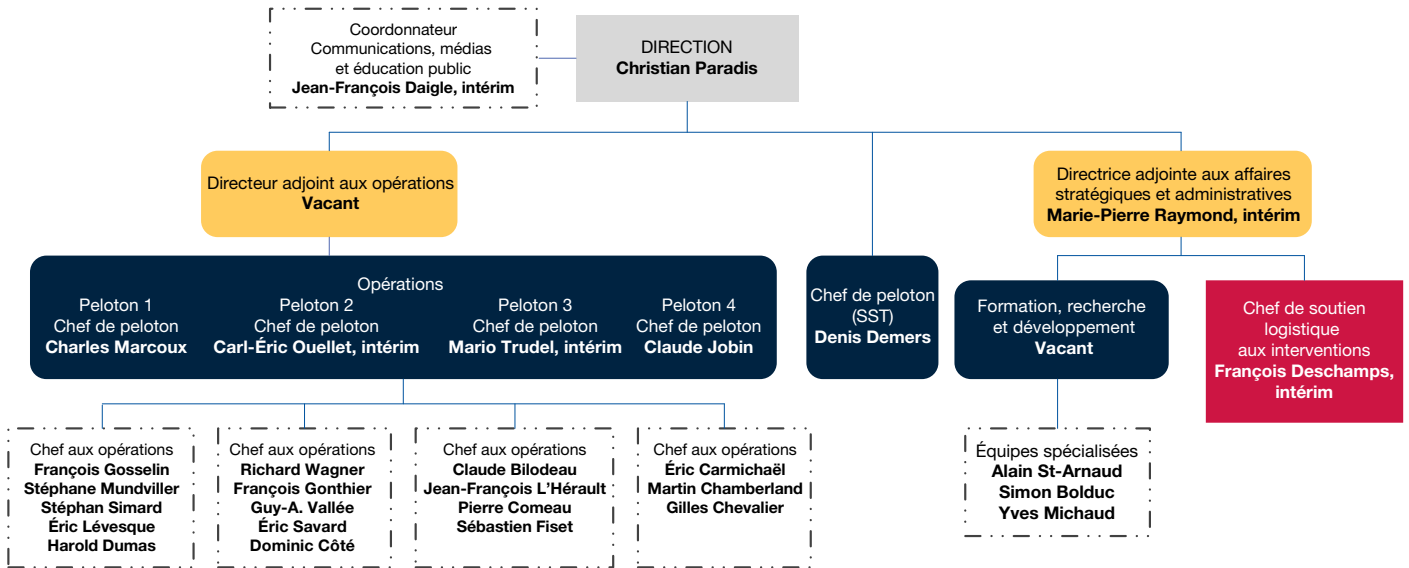 Coordonnateur
Communications, médias
et éducation public
Jean-François Daigle, intérim
DIRECTION
Christian Paradis
Directeur adjoint aux opérations
Vacant
Directrice adjointe aux affaires
stratégiques et administratives
Marie-Pierre Raymond, intérim
Opérations
Peloton 1
Chef de peloton
Charles Marcoux
Peloton 2
Chef de peloton
Carl-Éric Ouellet, intérim
Peloton 3
Chef de peloton
Mario Trudel, intérim
Peloton 4
Chef de peloton
Claude Jobin
Chef de peloton
(SST)
Denis Demers
Formation, recherche
et développement
Vacant
Chef de soutien
logistique
aux interventions
François Deschamps,
intérim
Chef aux opérations
François Gosselin
Stéphane Mundviller
Stéphan Simard
Éric Lévesque
Harold Dumas
Chef aux opérations
Richard Wagner
François Gonthier
Guy-A. Vallée
Éric Savard
Dominic Côté
Chef aux opérations
Claude Bilodeau
Jean-François L'Hérault
Pierre Comeau
Sébastien Fiset
Chef aux opérations
Éric Carmichaël
Martin Chamberland
Gilles Chevalier
Équipes spécialisées
Alain St-Arnaud
Simon Bolduc
Yves Michaud